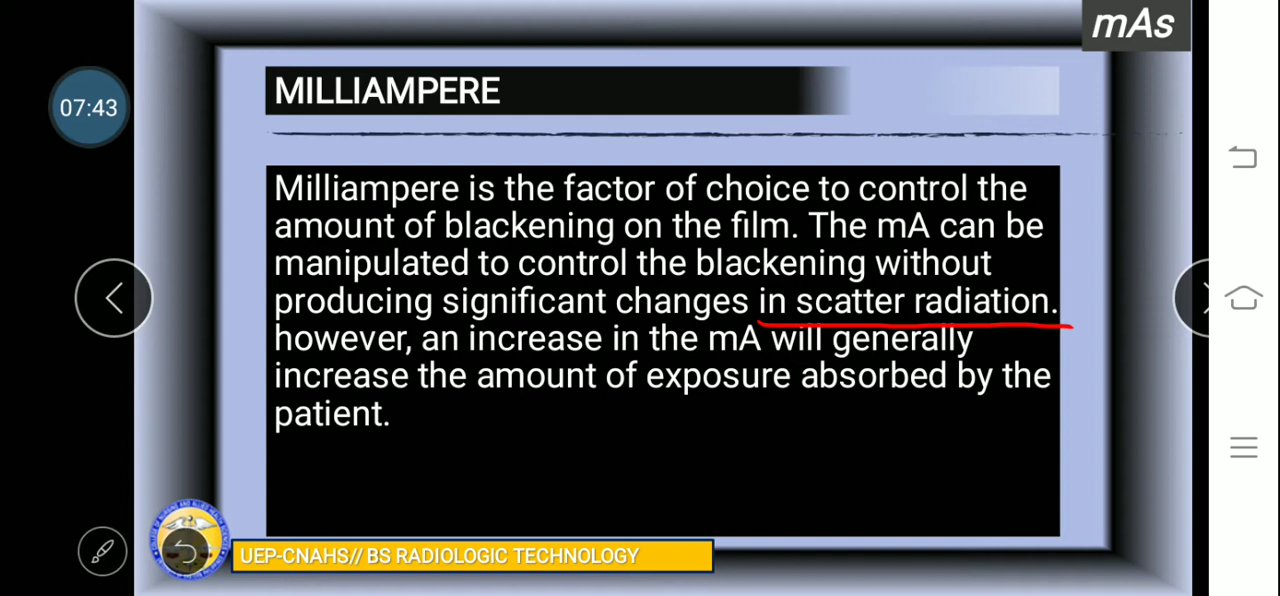 mAs
07:43
MILLIAMPERE
Milliampere is the factor of choice to control the
amount of blackening on the film. The mA can be
manipulated to control the blackening without
producing significant changes in scatter radiation.
however, an increase in the mA will generally
increase the amount of exposure absorbed by the
patient.
UEP-CNAHS// BS RADIOLOGIC TECHNOLOGY